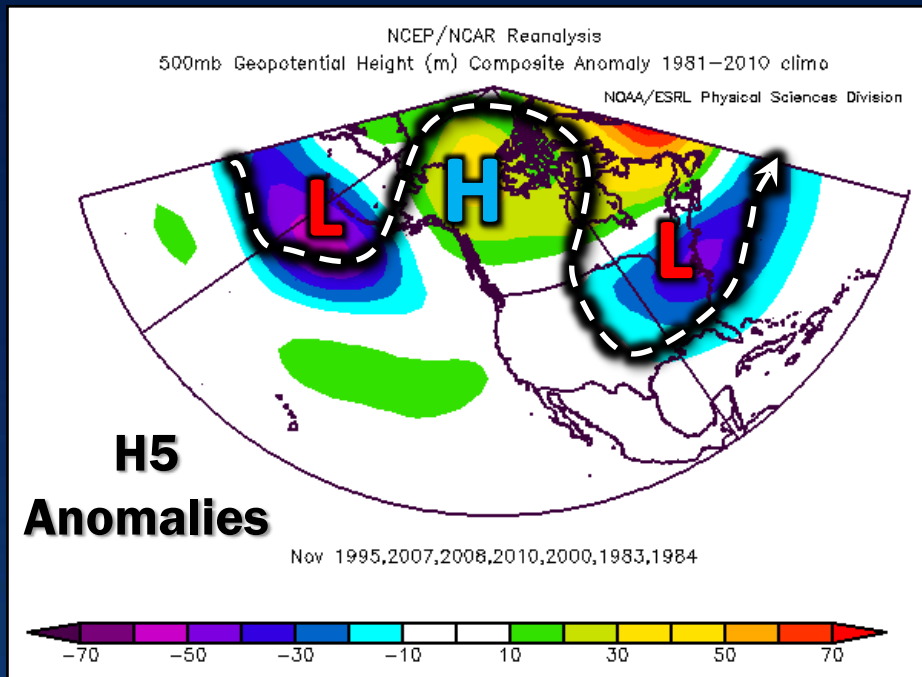 NCEP/NCAR Reanalysis
500mb Geopotential Height (m) Composite Anomaly 1981-2010 climo
NOAA/ESRL Physical Sciences Division
L
H
L
H5
Anomalies
Nov 1995,2007,2008,2010,2000,1983,1984
-70 -50 -30 -10 10 30 50 70